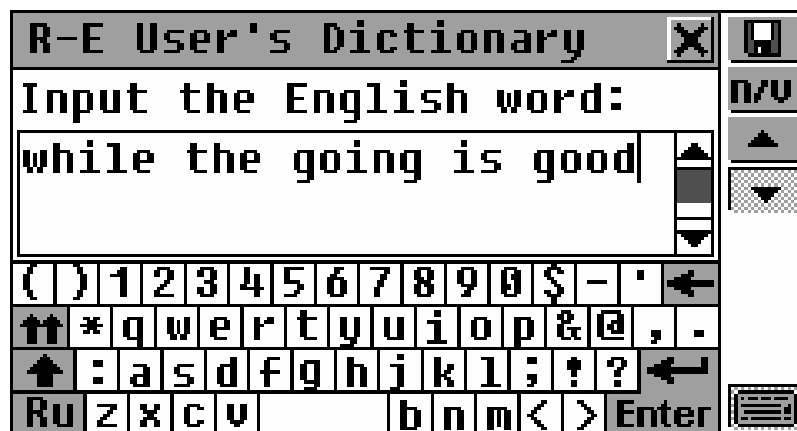 R-E User's Dictionary
Input the English word:
n/v
while the going is good
( ) 1 2 3 4 5 6 7 8 9 0 $ - '
* q w e r t y u i o p & @ , .
: a s d f g h j k l ; ! ?
Ru z x c v b n m < > Enter